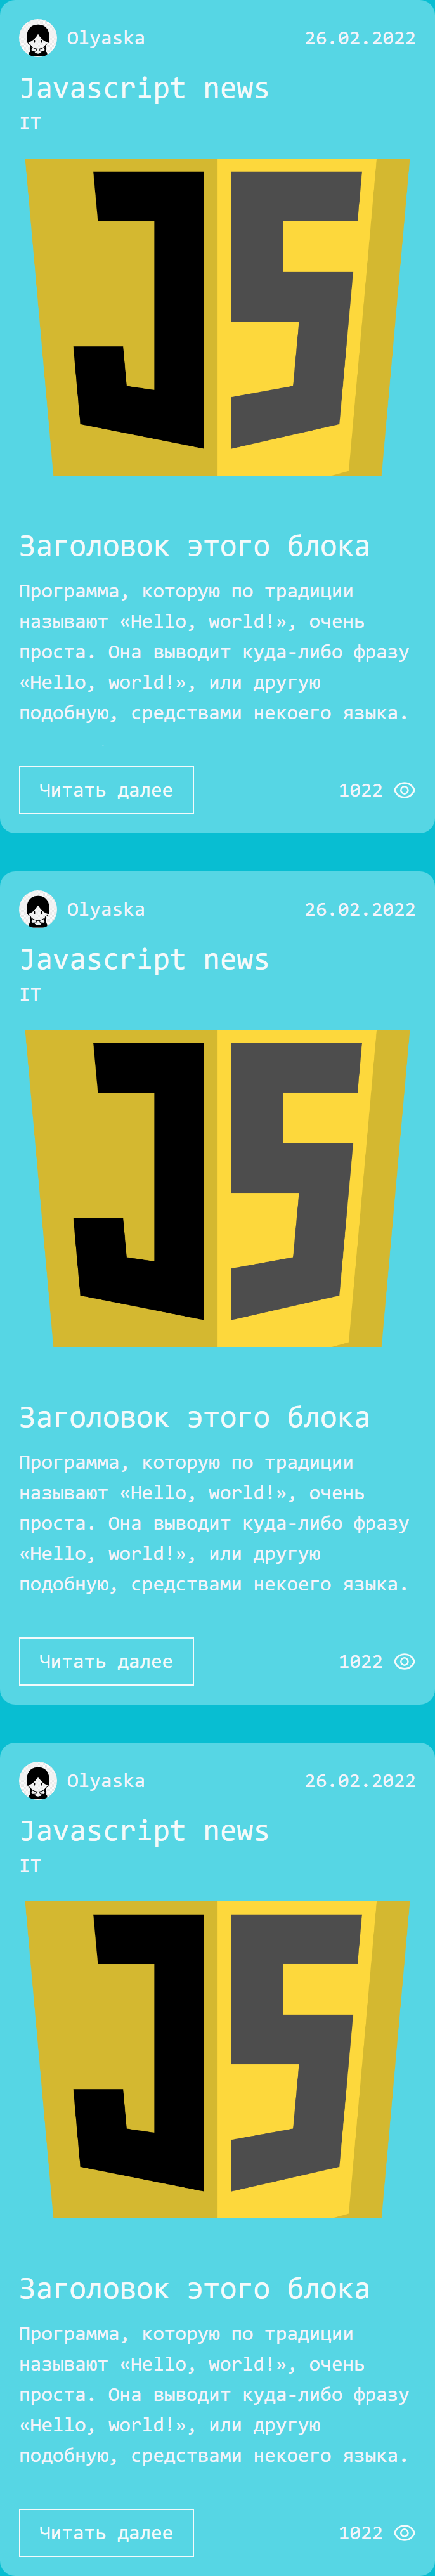 Olyaska 26.02.2022
Javascript news
IT
JS
Заголовок этого блока
Программа, которую по традиции
называют «Hello, world!», очень
проста. Она выводит куда-либо фразу
«Hello, world!», или другую
подобную, средствами некоего языка.
Читать далее 1022
Olyaska 26.02.2022
Javascript news
IT
JS
Заголовок этого блока
Программа, которую по традиции
называют «Hello, world!», очень
проста. Она выводит куда-либо фразу
«Hello, world!», или другую
подобную, средствами некоего языка.
Читать далее 1022
Olyaska 26.02.2022
Javascript news
IT
JS
Заголовок этого блока
Программа, которую по традиции
называют «Hello, world!», очень
проста. Она выводит куда-либо фразу
«Hello, world!», или другую
подобную, средствами некоего языка.
Читать далее 1022